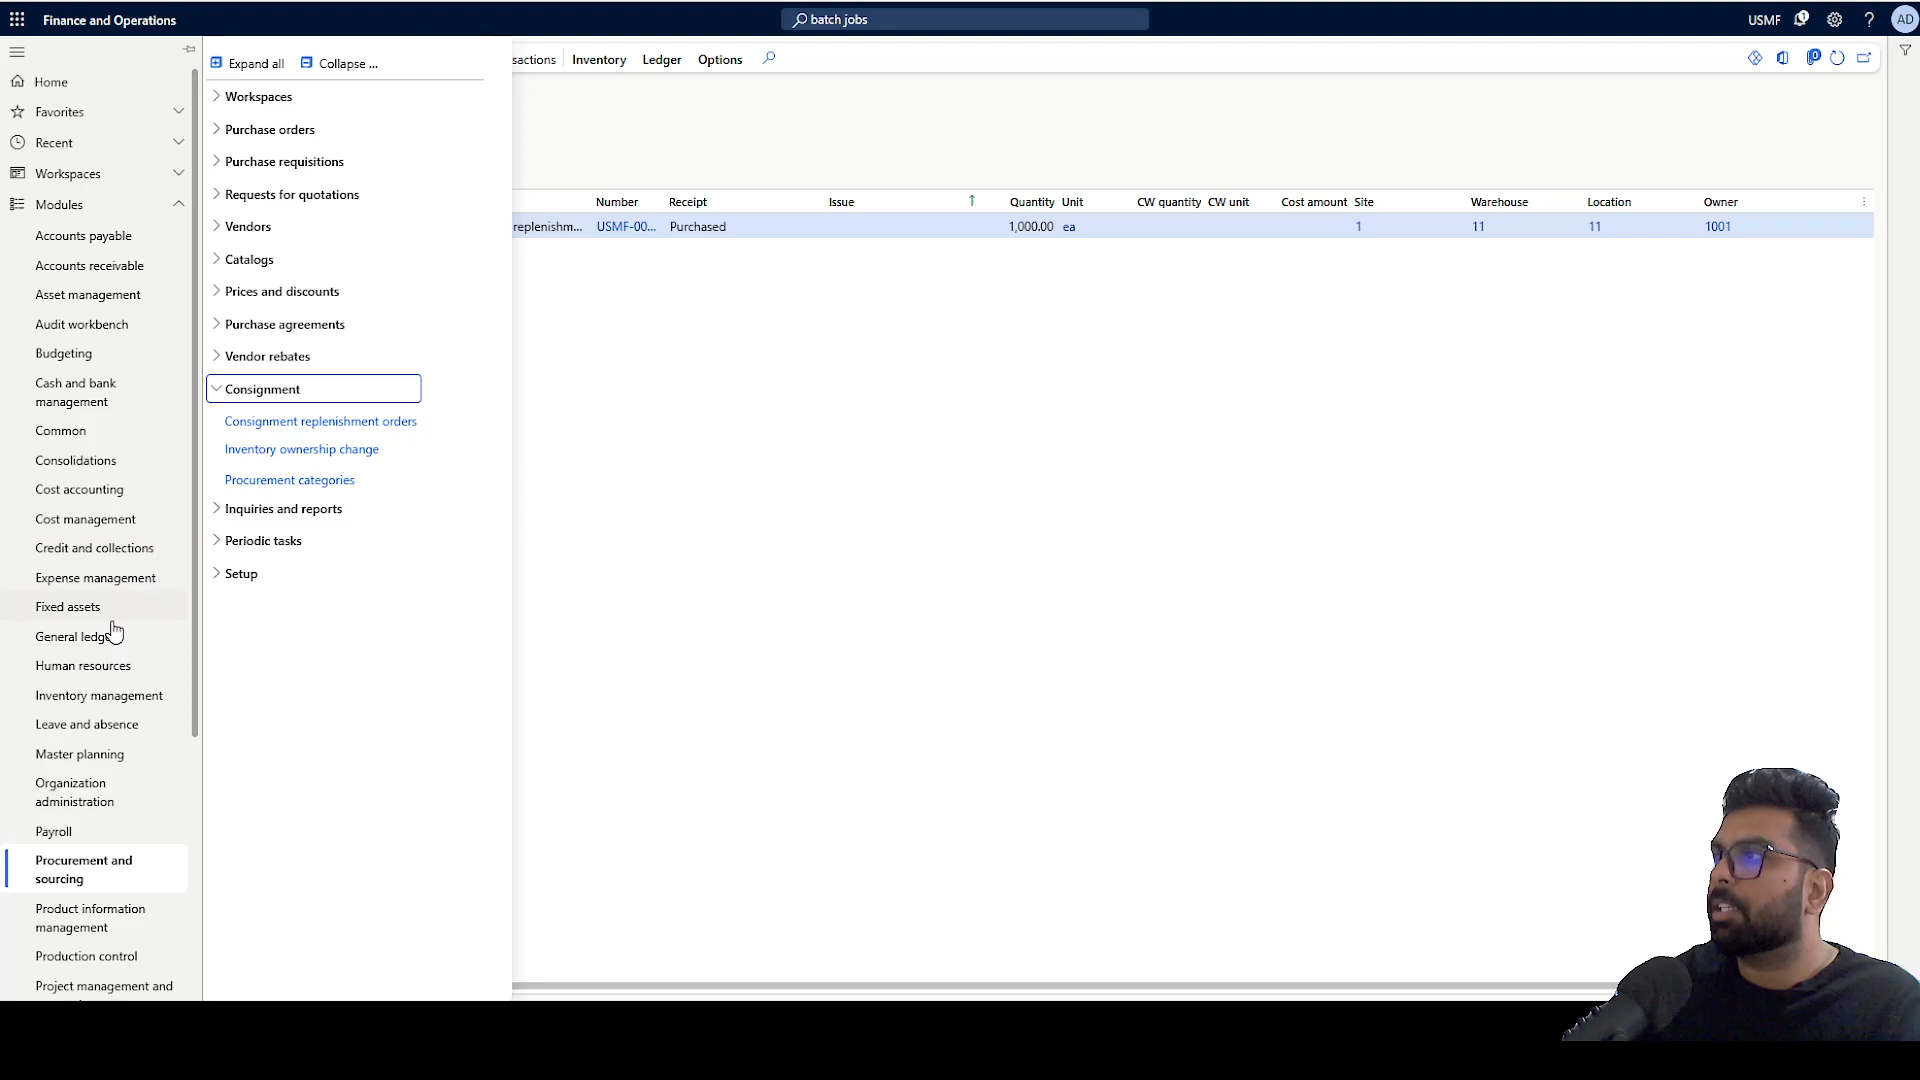 Finance and Operations
batch jobs
USMF
1
?
AD
Expand all
Collapse ...
sactions
Inventory
Ledger
Options
0
Home
Favorites
Recent
Workspaces
Modules
Accounts payable
Accounts receivable
Asset management
Audit workbench
Budgeting
Cash and bank
management
Common
Consolidations
Cost accounting
Cost management
Credit and collections
Expense management
Fixed assets
General ledg
Human resources
Inventory management
Leave and absence
Master planning
Organization
administration
Payroll
Procurement and
sourcing
Product information
management
Production control
Project management and
Workspaces
Purchase orders
Purchase requisitions
Requests for quotations
Vendors
Catalogs
Prices and discounts
Purchase agreements
Vendor rebates
Consignment
Consignment replenishment orders
Inventory ownership change
Procurement categories
Inquiries and reports
Periodic tasks
Setup
Number Receipt Issue Quantity Unit CW quantity CW unit Cost amount Site Warehouse Location Owner
replenishm... USMF-00... Purchased 1,000.00 ea 1 11 11 1001